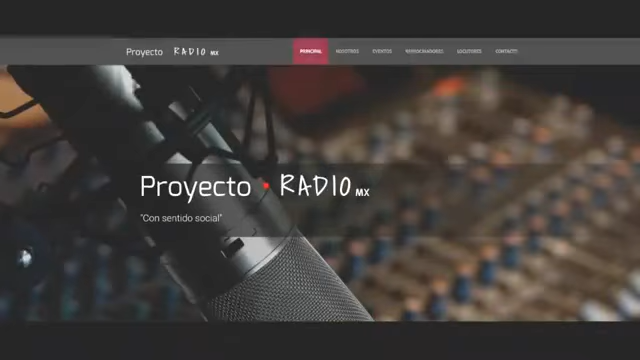 Proyecto RADIO MX
PRINCIPAL NOSOTROS EVENTOS PATROCINADORES LOCUTORES CONTACTO
Proyecto • RADIO MX
"Con sentido social"